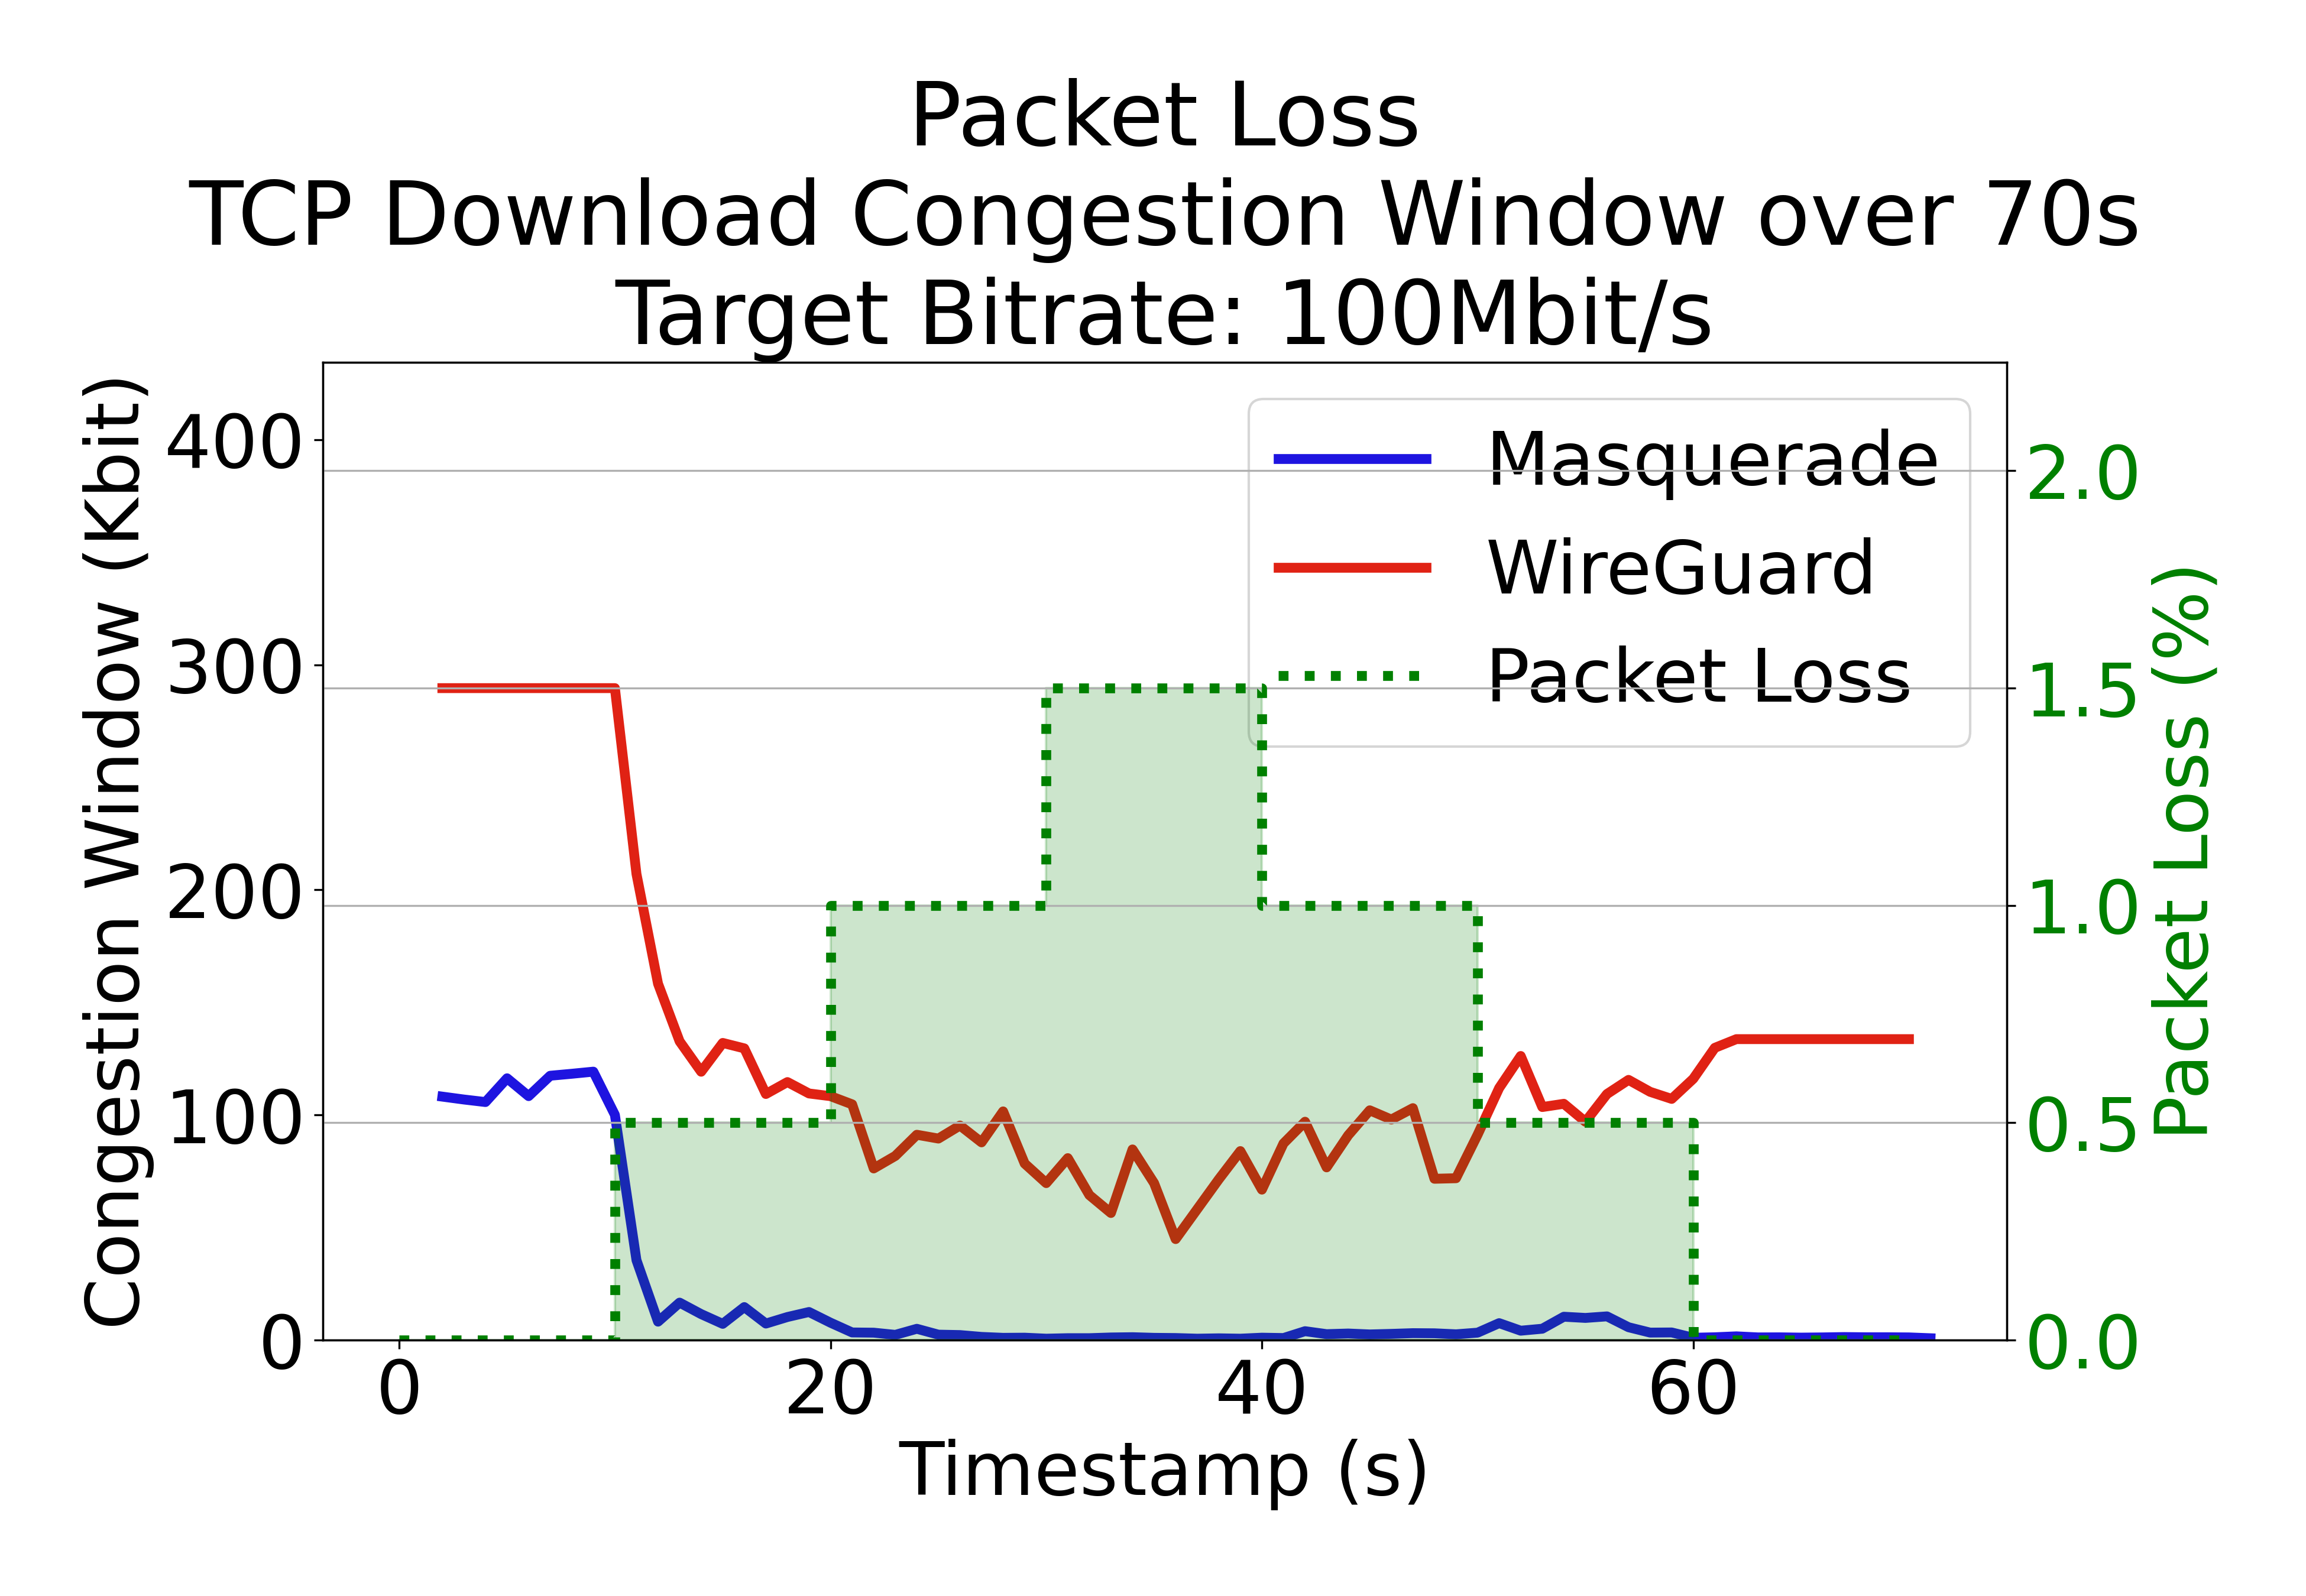 Packet Loss
TCP Download Congestion Window over 70s
Target Bitrate: 100Mbit/s
Congestion Window (Kbit)
400
300
200
100
0
Masquerade
WireGuard
Packet Loss
2.0
1.5
1.0
0.5
0.0
Packet Loss (%)
0
20
40
60
Timestamp (s)